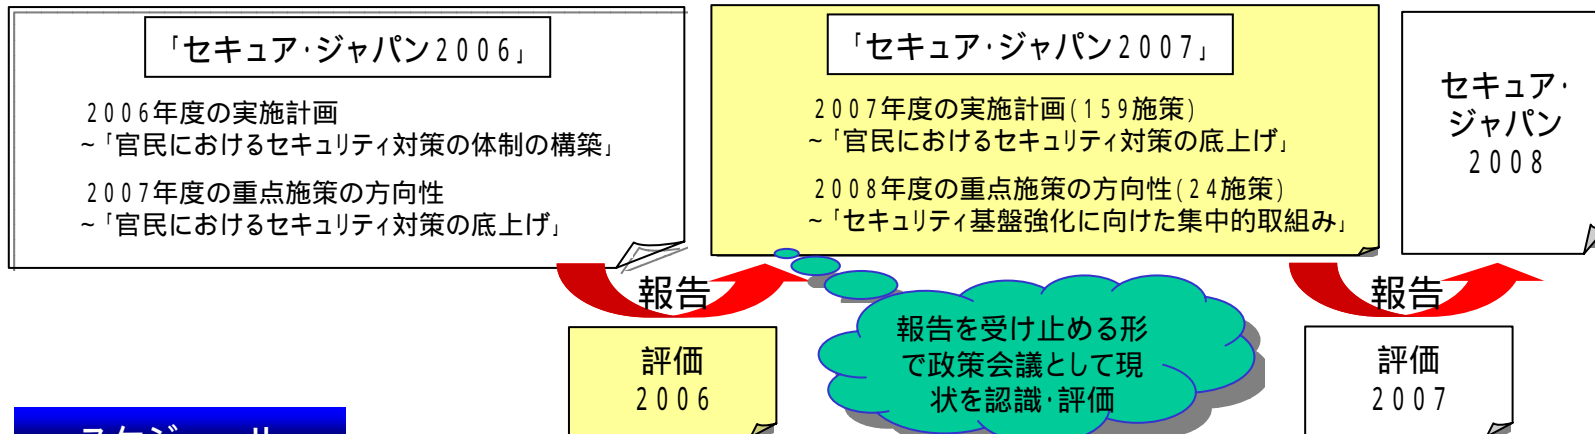 「セキュア・ジャパン2006」
2006年度の実施計画
~「官民におけるセキュリティ対策の体制の構築」
2007年度の重点施策の方向性
~「官民におけるセキュリティ対策の底上げ」
「セキュア・ジャパン2007」
2007年度の実施計画(159施策)
~「官民におけるセキュリティ対策の底上げ」
2008年度の重点施策の方向性(24施策)
~「セキュリティ基盤強化に向けた集中的取組み」
セキュア・
ジャパン
2008
報告
報告
評価
2006
報告を受け止める形
で政策会議として現
状を認識・評価
評価
2007
スケジュール